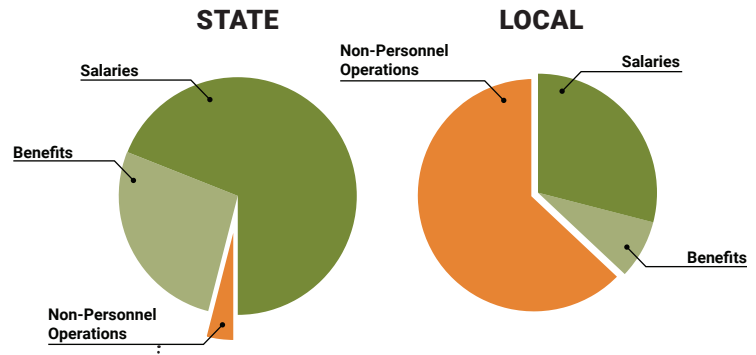 STATE
Salaries
Benefits
Non-Personnel
Operations
:
LOCAL
Non-Personnel
Operations
Salaries
Benefits